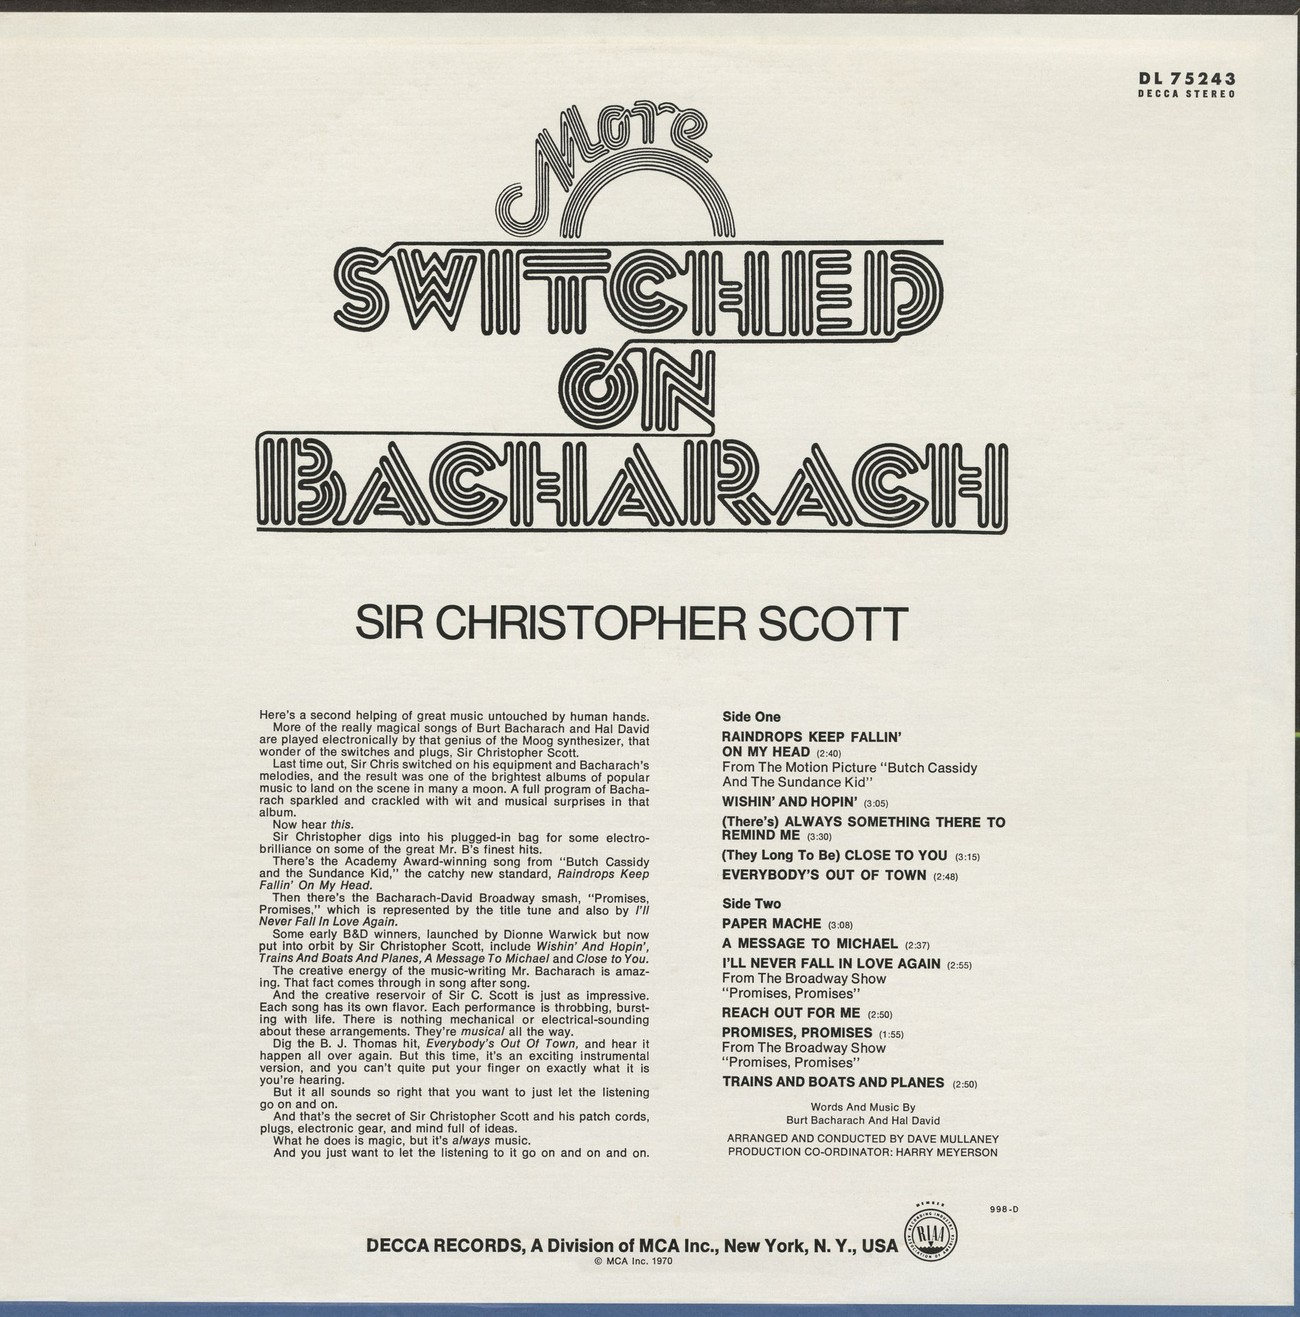 DL 75243
DECCA STEREO
More
SWITCHED
ON
BACHARACH
SIR CHRISTOPHER SCOTT
Here's a second helping of great music untouched by human hands.
More of the really magical songs of Burt Bacharach and Hal David
are played electronically by that genius of the Moog synthesizer, that
wonder of the switches and plugs, Sir Christopher Scott.
Last time out, Sir Chris switched on his equipment and Bacharach's
melodies, and the result was one of the brightest albums of popular
music to land on the scene in many a moon. A full program of Bacha-
rach sparkled and crackled with wit and musical surprises in that
album.
Now hear this.
Sir Christopher digs into his plugged-in bag for some electro-
brilliance on some of the great Mr. B's finest hits.
There's the Academy Award-winning song from "Butch Cassidy
and the Sundance Kid," the catchy new standard, Raindrops Keep
Fallin' On My Head.
Then there's the Bacharach-David Broadway smash, "Promises,
Promises," which is represented by the title tune and also by I'll
Never Fall In Love Again.
Some early B&D winners, launched by Dionne Warwick but now
put into orbit by Sir Christopher Scott, include Wishin' And Hopin',
Trains And Boats And Planes, A Message To Michael and Close to You.
The creative energy of the music-writing Mr. Bacharach is amaz-
ing. That fact comes through in song after song.
And the creative reservoir of Sir C. Scott is just as impressive.
Each song has its own flavor. Each performance is throbbing, burst-
ing with life. There is nothing mechanical or electrical-sounding
about these arrangements. They're musical all the way.
Dig the B. J. Thomas hit, Everybody's Out Of Town, and hear it
happen all over again. But this time, it's an exciting instrumental
version, and you can't quite put your finger on exactly what it is
you're hearing.
But it all sounds so right that you want to just let the listening
go on and on.
And that's the secret of Sir Christopher Scott and his patch cords,
plugs, electronic gear, and mind full of ideas.
What he does is magic, but it's always music.
And you just want to let the listening to it go on and on and on.
Side One
RAINDROPS KEEP FALLIN'
ON MY HEAD (2:40)
From The Motion Picture "Butch Cassidy
And The Sundance Kid"
WISHIN' AND HOPIN' (3:05)
(There's) ALWAYS SOMETHING THERE TO
REMIND ME (3:30)
(They Long To Be) CLOSE TO YOU (3:15)
EVERYBODY'S OUT OF TOWN (2:48)
Side Two
PAPER MACHE (3:08)
A MESSAGE TO MICHAEL (2:37)
I'LL NEVER FALL IN LOVE AGAIN (2:55)
From The Broadway Show
"Promises, Promises"
REACH OUT FOR ME (2:50)
PROMISES, PROMISES (1:55)
From The Broadway Show
"Promises, Promises"
TRAINS AND BOATS AND PLANES (2:50)
Words And Music By
Burt Bacharach And Hal David
ARRANGED AND CONDUCTED BY DAVE MULLANEY
PRODUCTION CO-ORDINATOR: HARRY MEYERSON
998-D
MEMBER
RECORDING INDUSTRY
RIAA
ASSOCIATION OF AMERICA
DECCA RECORDS, A Division of MCA Inc., New York, N. Y., USA
© MCA Inc. 1970